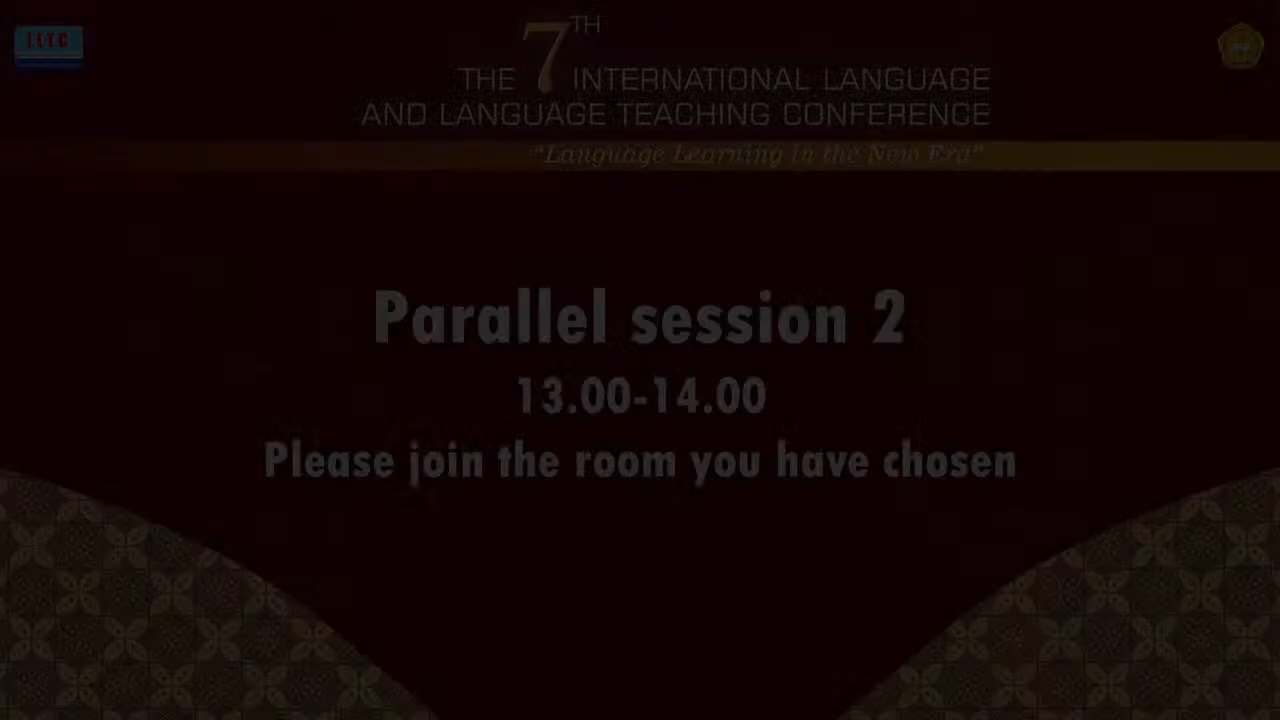 7TH
THE INTERNATIONAL LANGUAGE
AND LANGUAGE TEACHING CONFERENCE
"Language Learning in the New Era"
Parallel session 2
13.00-14.00
Please join the room you have chosen